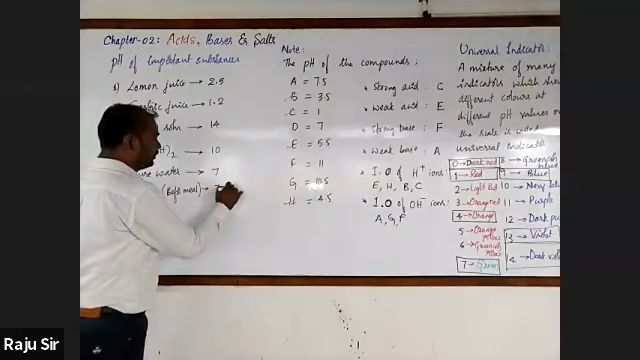 Chapter-02: Acids, Bases & Salts
pH of important substances
1) Lemon juice → 2.5
juice → 1.2
soln → 14
)2 → 10
water → 7
(Before meal) →
Note:
The pH of the compounds:
A = 7.5
B = 3.5
C = 1
D = 7
E = 5.5
F = 11
G = 10.5
H = 4.5
* strong acid : C
* weak acid : E
* strong base : F
* weak base : A
* I.O of H+ ions:
E, H, B, C
* I.O of OH- ions:
A, G, F
Universal Indicator:
A mixture of many
indicators which
different colours at
different pH values
the scale is called
universal indicator
0 → Dark red
1 → Red
2 → Light Red
3 → Orange red
4 → Orange
5 → Orange yellow
6 → Greenish yellow
7 → Green
8 → Greenish blue
9 → Blue
10 → Navy blue
11 → Purple
12 → Dark
13 → Violet
14 → Dark
Raju Sir